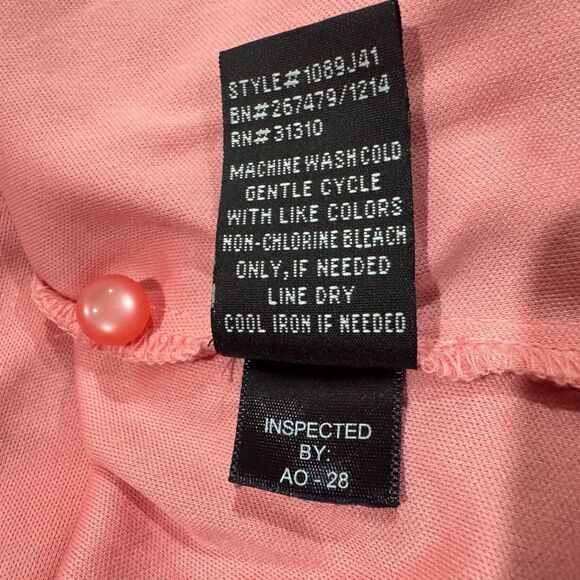 STYLE#1089J41
BN#267479/1214
RN#31310
MACHINE WASH COLD
GENTLE CYCLE
WITH LIKE COLORS
NON-CHLORINE BLEACH
ONLY, IF NEEDED
LINE DRY
COOL IRON IF NEEDED
INSPECTED
BY:
AO - 28